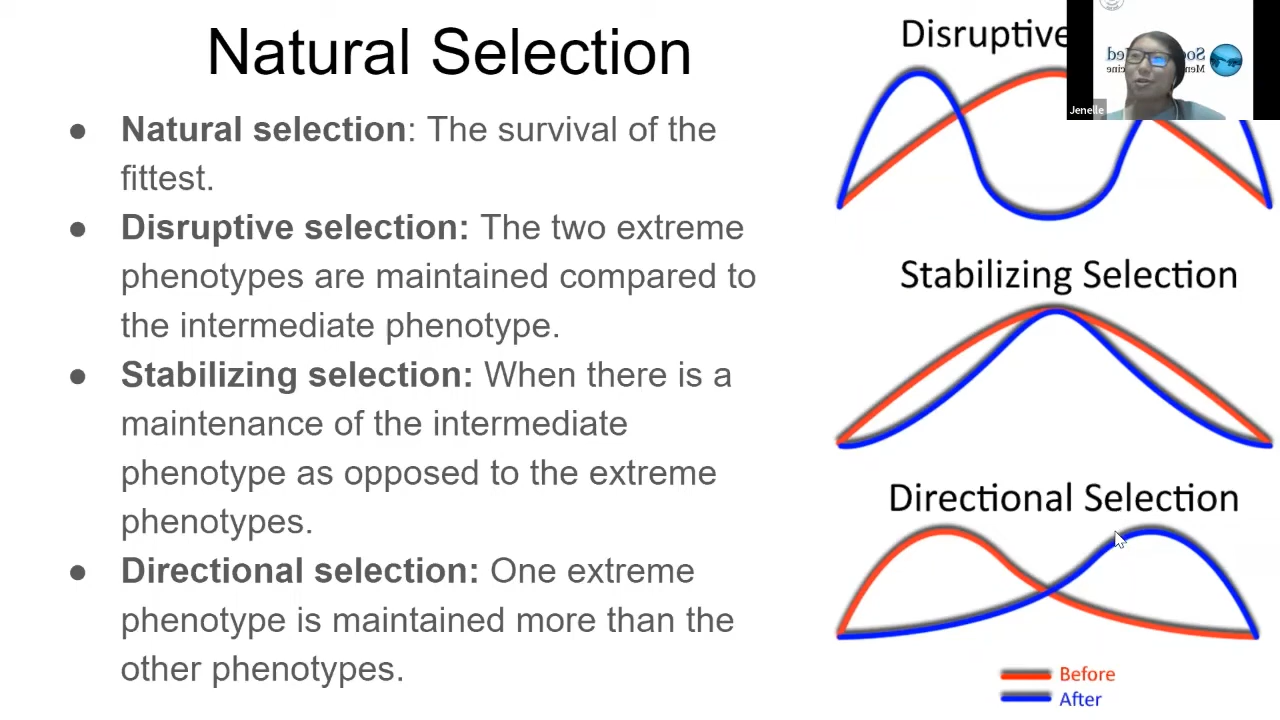 Natural Selection
● Natural selection: The survival of the
fittest.
● Disruptive selection: The two extreme
phenotypes are maintained compared to
the intermediate phenotype.
● Stabilizing selection: When there is a
maintenance of the intermediate
phenotype as opposed to the extreme
phenotypes.
● Directional selection: One extreme
phenotype is maintained more than the
other phenotypes.
Disruptive
Jenelle
Stabilizing Selection
Directional Selection
Before
After